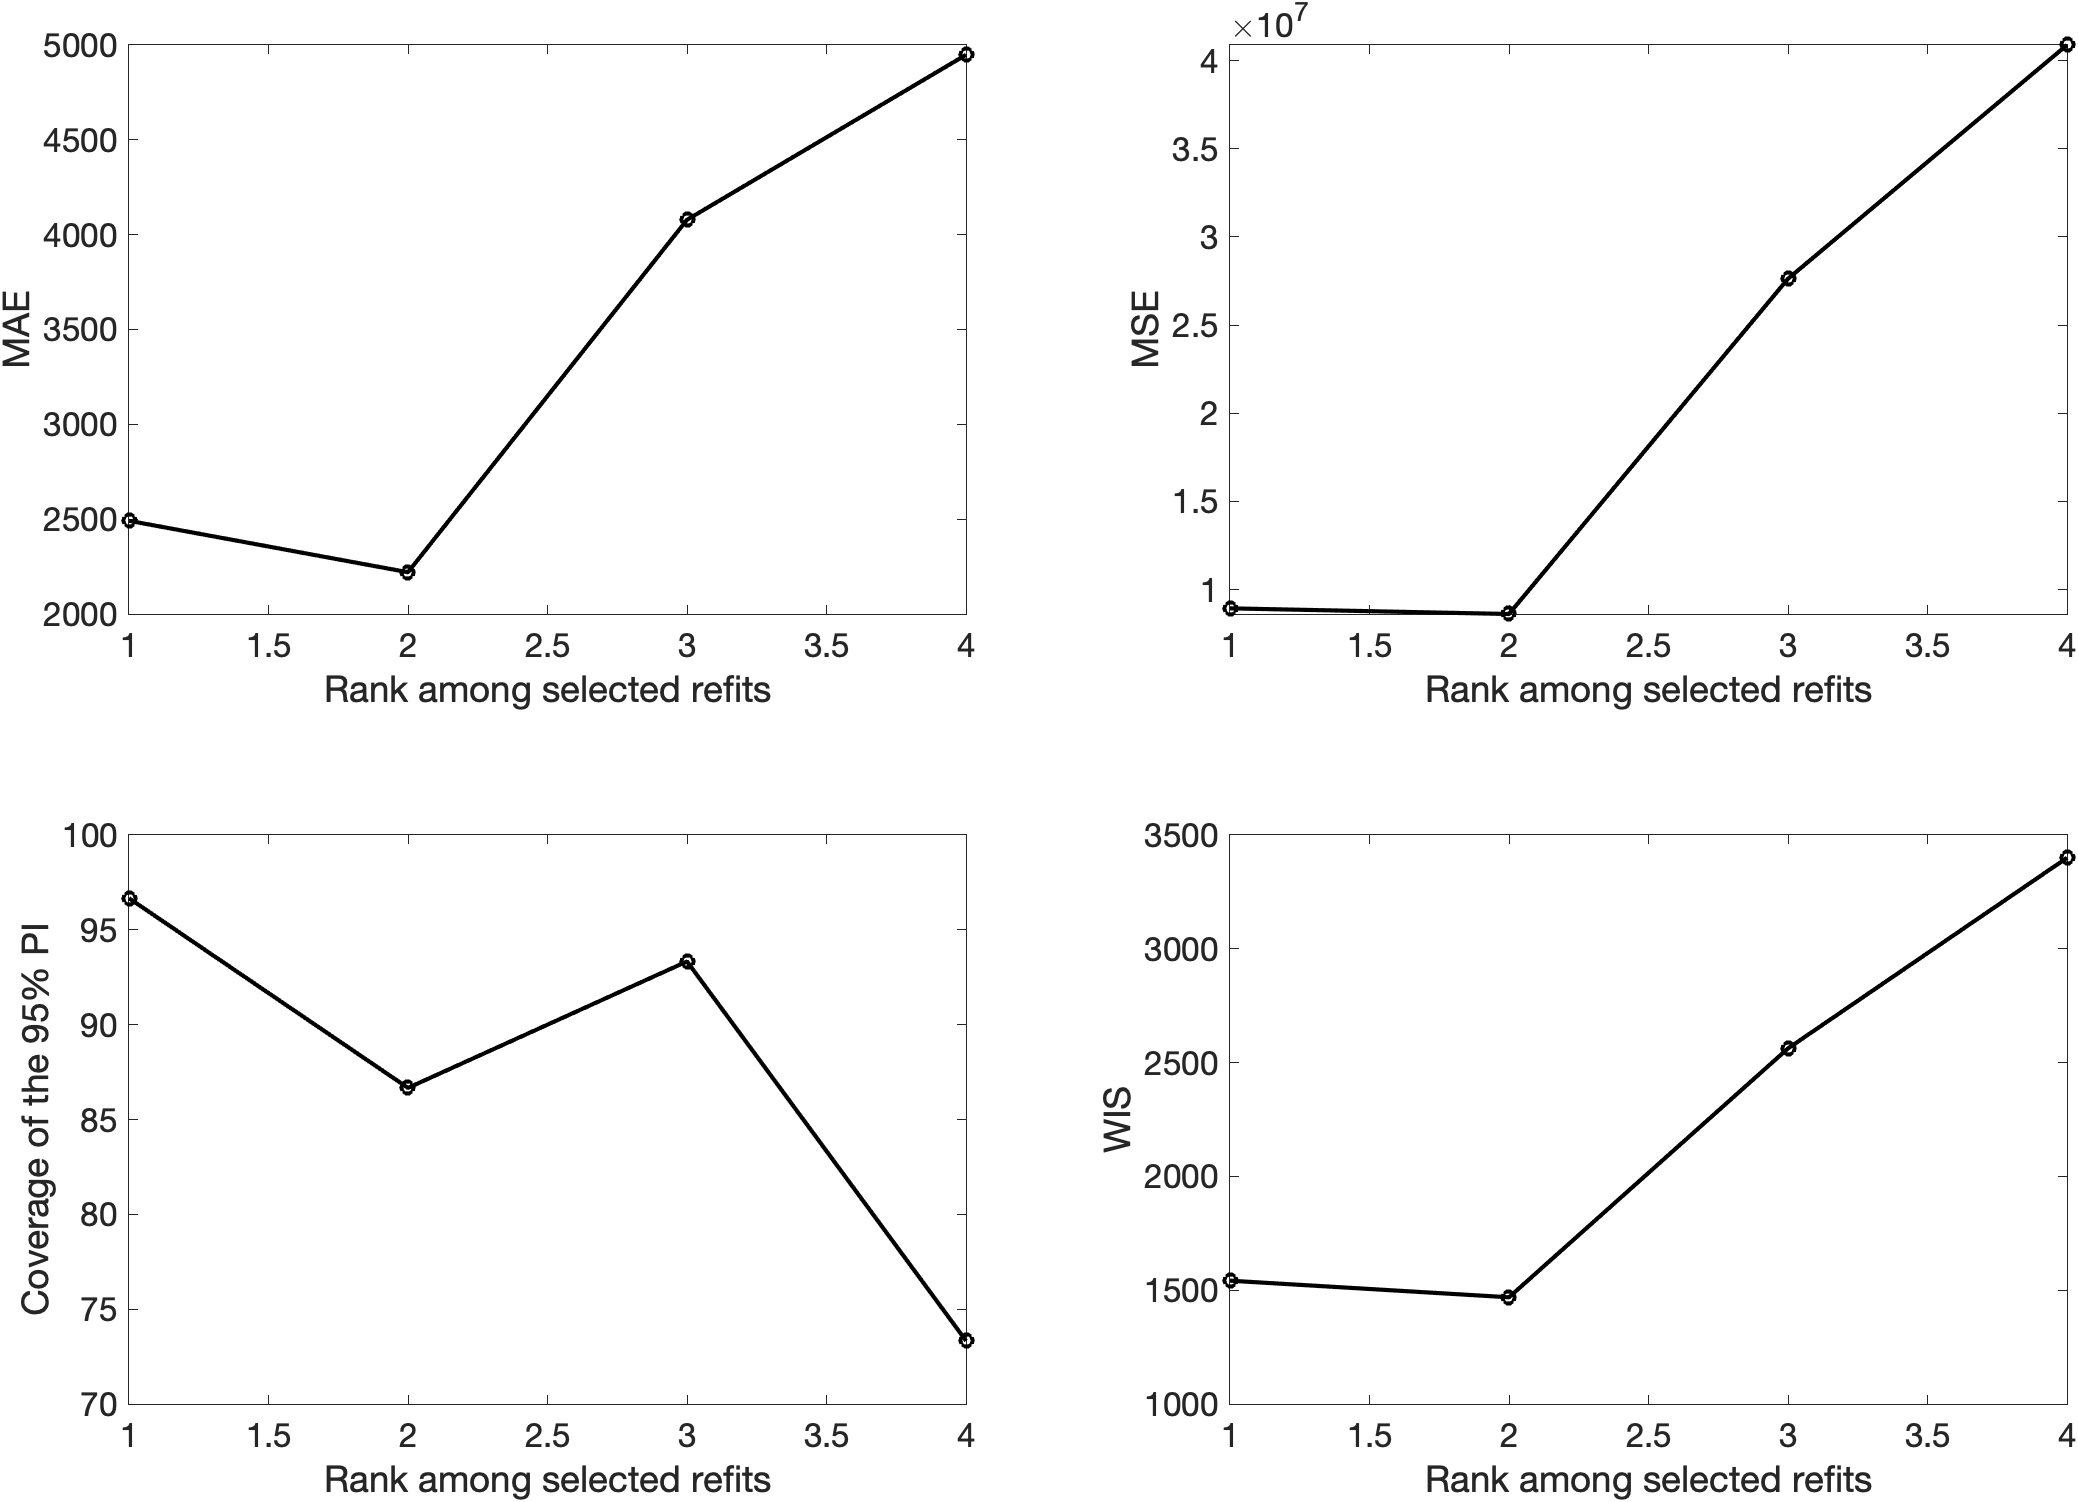 5000
4500
4000
3500
3000
2500
2000
MAE
1 1.5 2 2.5 3 3.5 4
Rank among selected refits
×10^7
4
3.5
3
2.5
2
1.5
1
MSE
1 1.5 2 2.5 3 3.5 4
Rank among selected refits
100
95
90
85
80
75
70
Coverage of the 95% PI
1 1.5 2 2.5 3 3.5 4
Rank among selected refits
3500
3000
2500
2000
1500
1000
WIS
1 1.5 2 2.5 3 3.5 4
Rank among selected refits